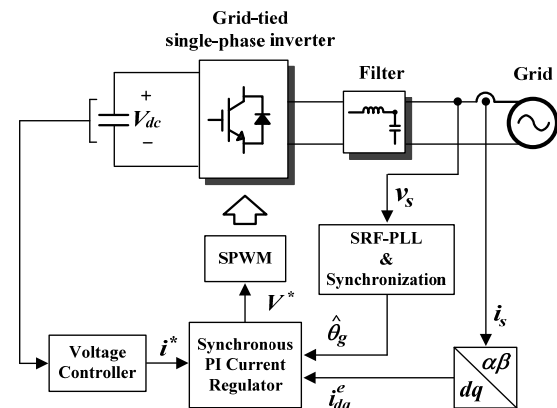 Grid-tied
single-phase inverter
Filter
Grid
+
V_dc
−
v_s
SRF-PLL
&
Synchronization
SPWM
V*
θ̂_g
i_s
Voltage
Controller
i*
Synchronous
PI Current
Regulator
i^e_dq
αβ
dq